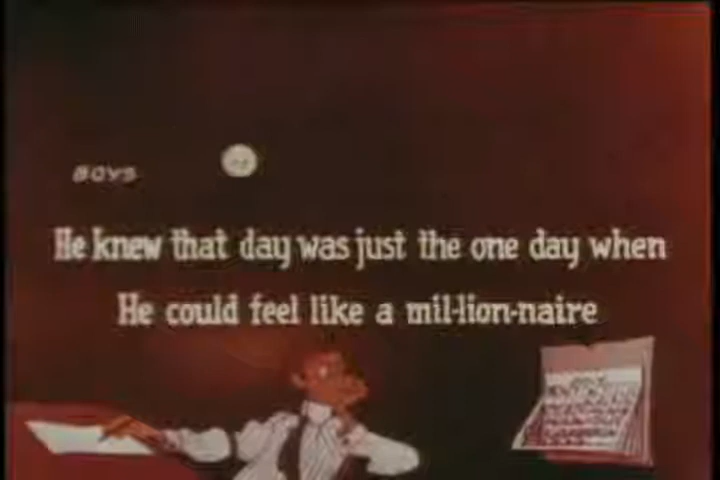 BOYS
He knew that day was just the one day when
He could feel like a mil-lion-naire